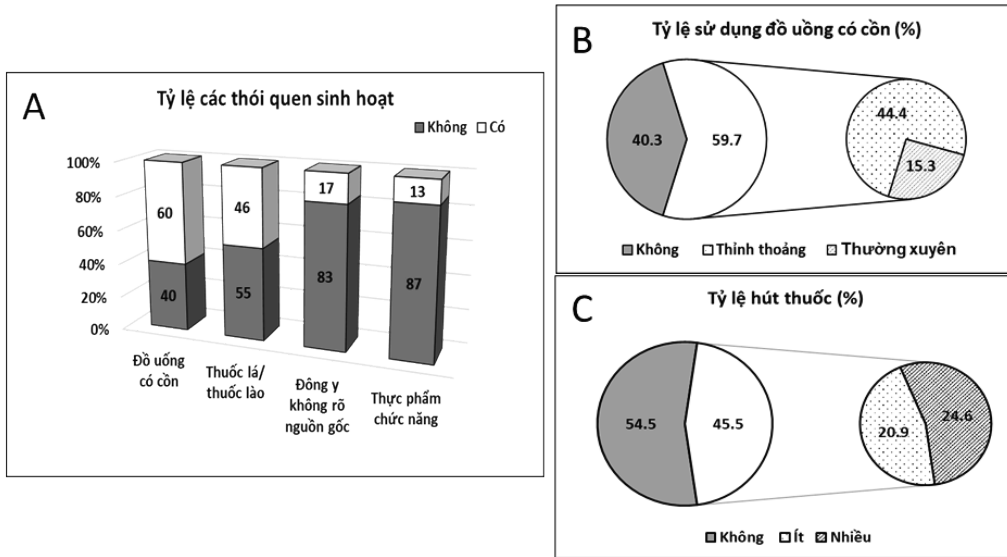 A
Tỷ lệ các thói quen sinh hoạt
Không Có
100%
80%
60%
40%
20%
0%
60
46
17
13
40
55
83
87
Đồ uống
có cồn
Thuốc lá/
thuốc lào
Đông y
không rõ
nguồn gốc
Thực phẩm
chức năng
B
Tỷ lệ sử dụng đồ uồng có cồn (%)
40.3
59.7
44.4
15.3
Không Thỉnh thoảng Thường xuyên
C
Tỷ lệ hút thuốc (%)
54.5
45.5
20.9
24.6
Không Ít Nhiều